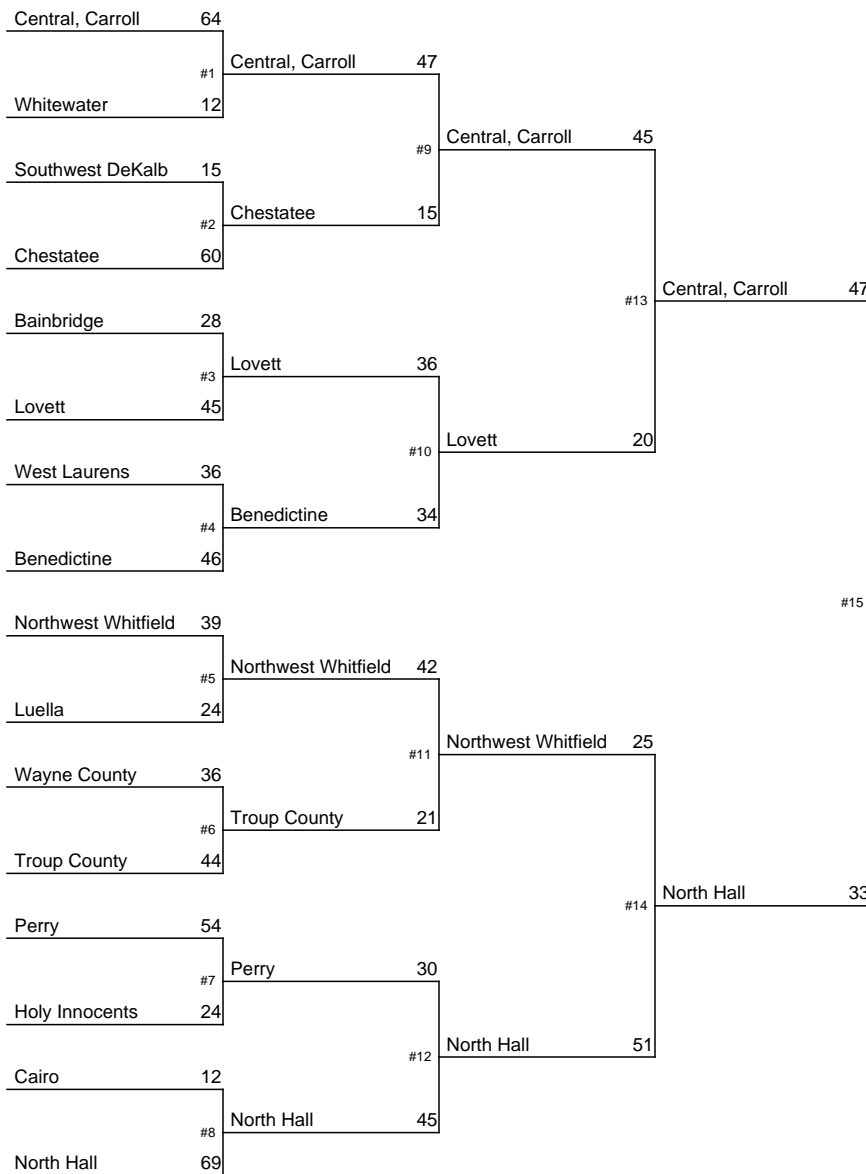 Central, Carroll 64
#1 Central, Carroll 47
Whitewater 12
#9 Central, Carroll 45
Southwest DeKalb 15
#2 Chestatee 15
Chestatee 60
#13 Central, Carroll 47
Bainbridge 28
#3 Lovett 36
Lovett 45
#10 Lovett 20
West Laurens 36
#4 Benedictine 34
Benedictine 46
#15
Northwest Whitfield 39
#5 Northwest Whitfield 42
Luella 24
#11 Northwest Whitfield 25
Wayne County 36
#6 Troup County 21
Troup County 44
#14 North Hall 33
Perry 54
#7 Perry 30
Holy Innocents 24
#12 North Hall 51
Cairo 12
#8 North Hall 45
North Hall 69